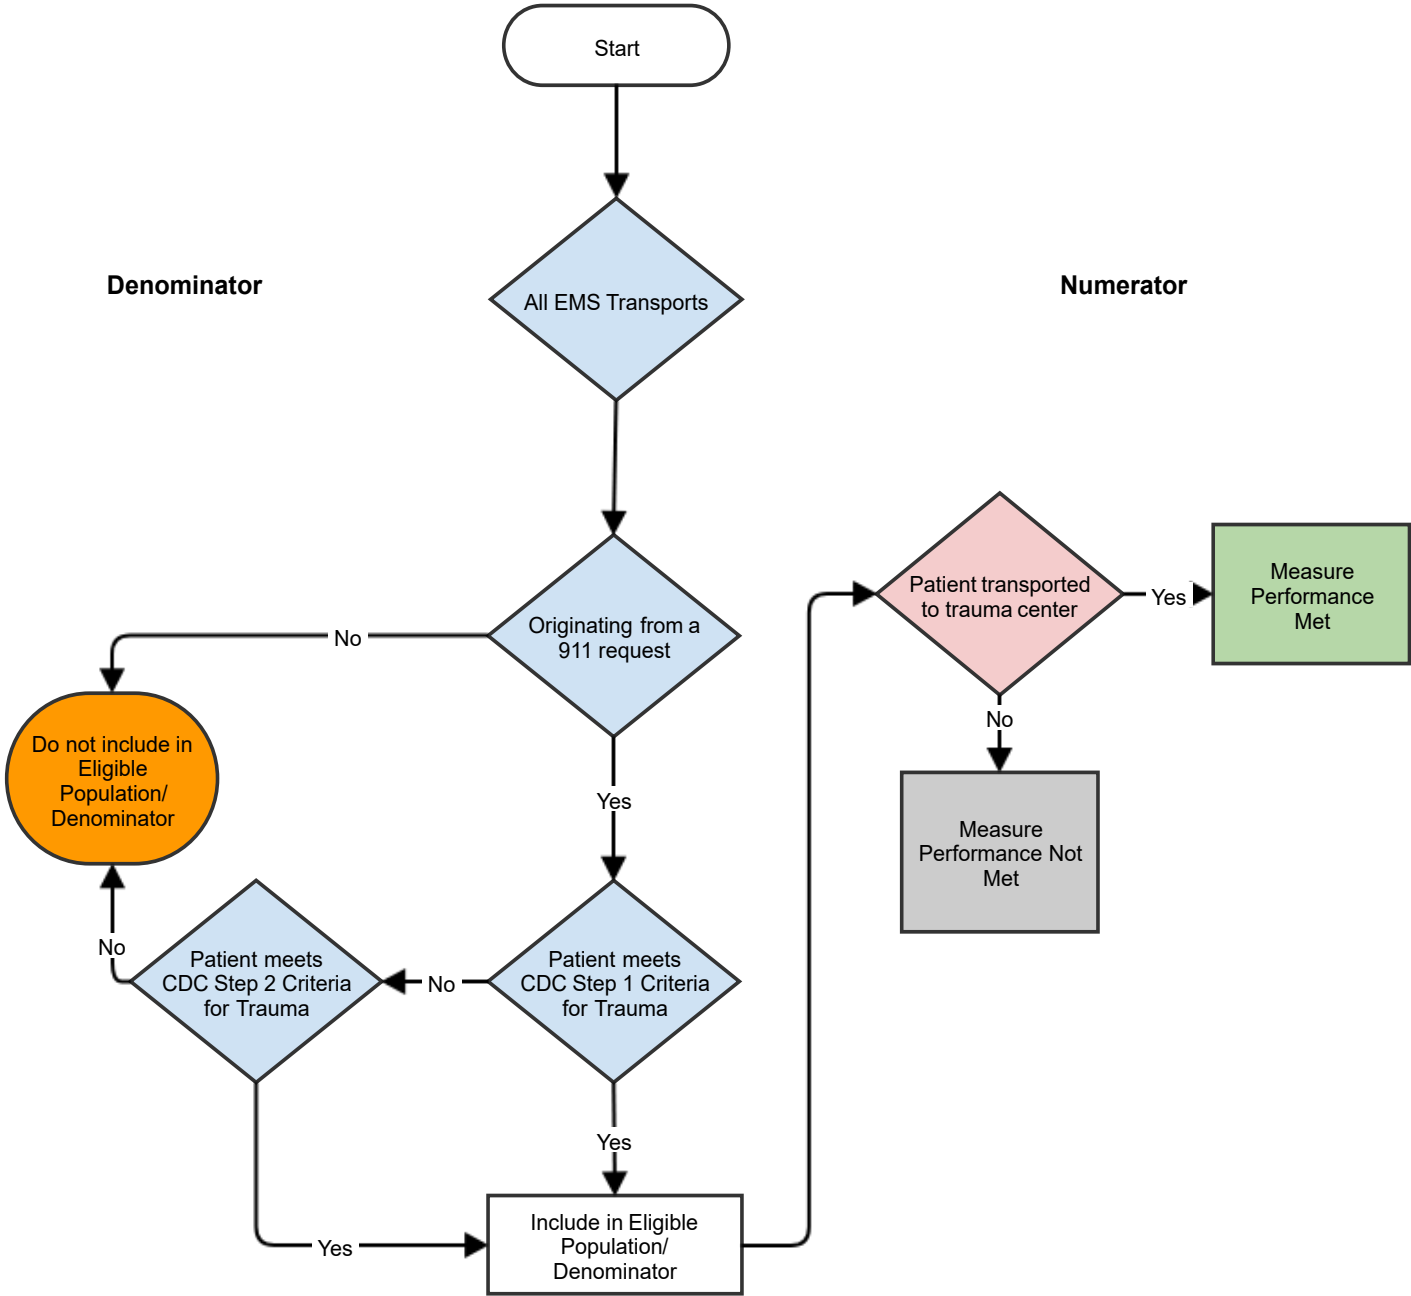 Start
Denominator
All EMS Transports
Numerator
Originating from a
911 request
No
Yes
Do not include in
Eligible
Population/
Denominator
No
Patient meets
CDC Step 2 Criteria
for Trauma
No
Patient meets
CDC Step 1 Criteria
for Trauma
Yes
Yes
Include in Eligible
Population/
Denominator
Patient transported
to trauma center
Yes
Measure
Performance
Met
No
Measure
Performance Not
Met